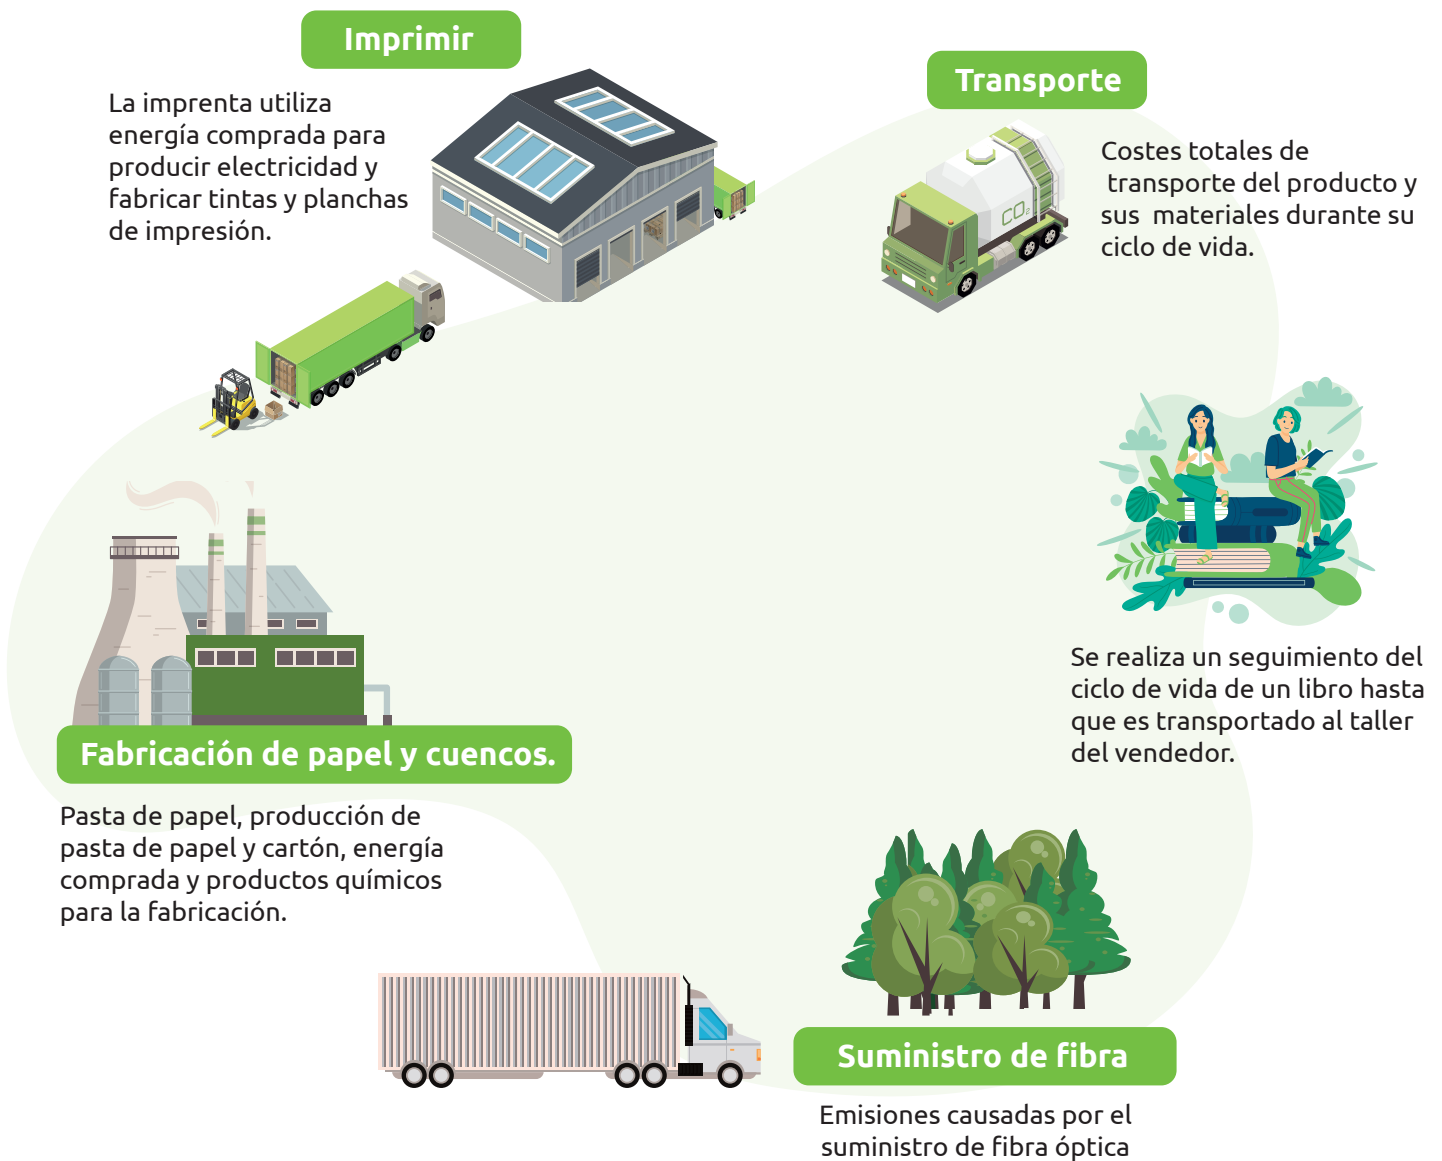 Imprimir
La imprenta utiliza
energía comprada para
producir electricidad y
fabricar tintas y planchas
de impresión.
Transporte
Costes totales de
transporte del producto y
sus materiales durante su
ciclo de vida.
CO₂
Se realiza un seguimiento del
ciclo de vida de un libro hasta
que es transportado al taller
del vendedor.
Fabricación de papel y cuencos.
Pasta de papel, producción de
pasta de papel y cartón, energía
comprada y productos químicos
para la fabricación.
Suministro de fibra
Emisiones causadas por el
suministro de fibra óptica